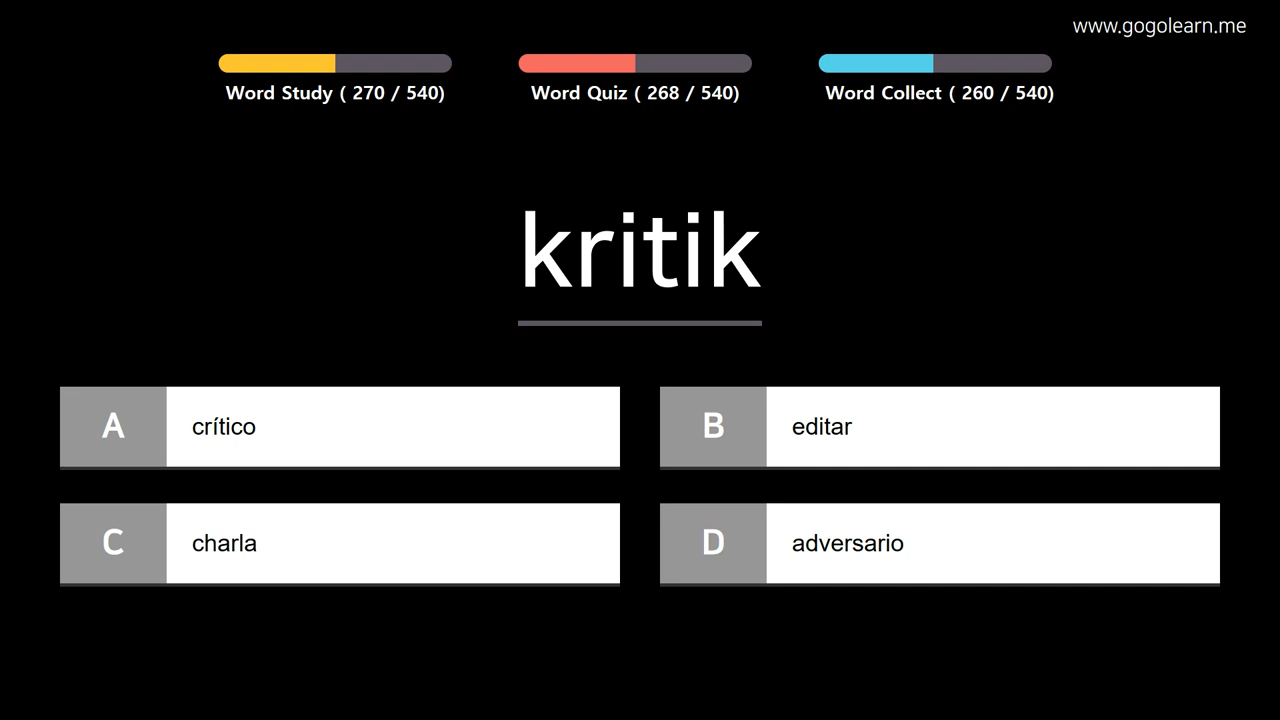 www.gogolearn.me
Word Study ( 270 / 540)
Word Quiz ( 268 / 540)
Word Collect ( 260 / 540)
kritik
A crítico
B editar
C charla
D adversario